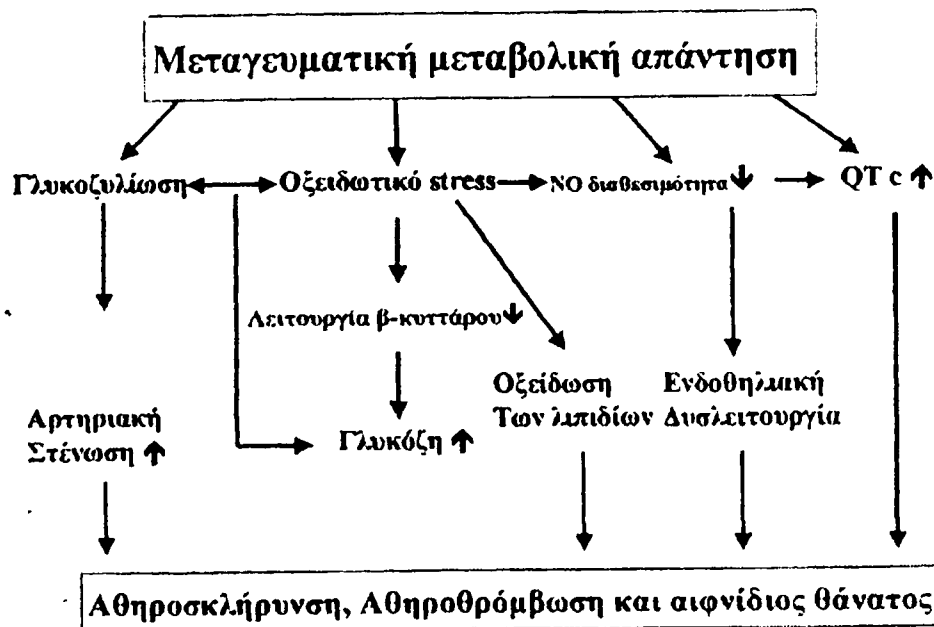 Μεταγευματική μεταβολική απάντηση
Γλυκοζυλίωση Οξειδωτικό stress ΝΟ διαθεσιμότητα ↓ QT c ↑
Λειτουργία β-κυττάρου ↓
Οξείδωση Ενδοθηλιακή
Των λιπιδίων Δυσλειτουργία
Αρτηριακή
Στένωση ↑ Γλυκόζη ↑
Αθηροσκλήρυνση, Αθηροθρόμβωση και αιφνίδιος θάνατος